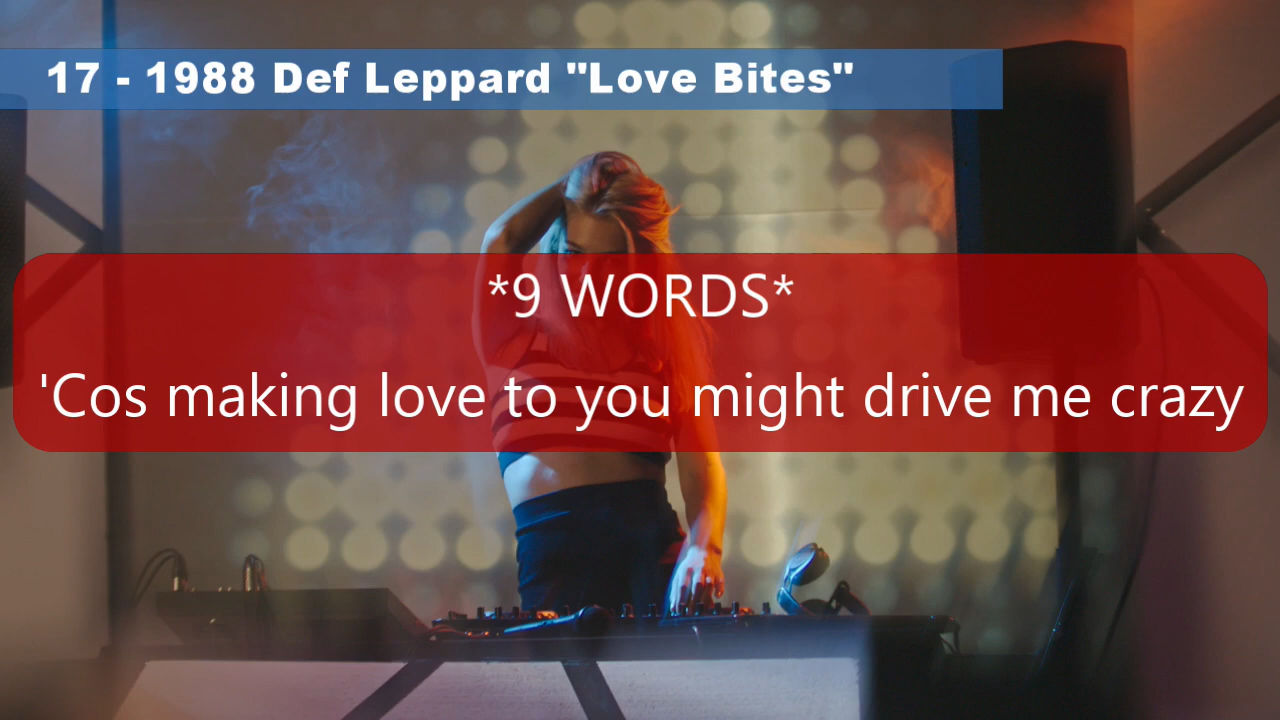 17 - 1988 Def Leppard "Love Bites"
*9 WORDS*
'Cos making love to you might drive me crazy